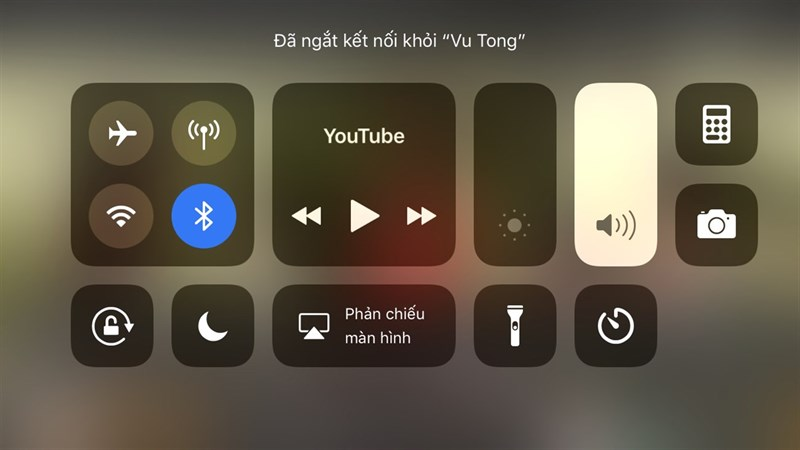 Đã ngắt kết nối khỏi “Vu Tong”
YouTube
Phản chiếu
màn hình